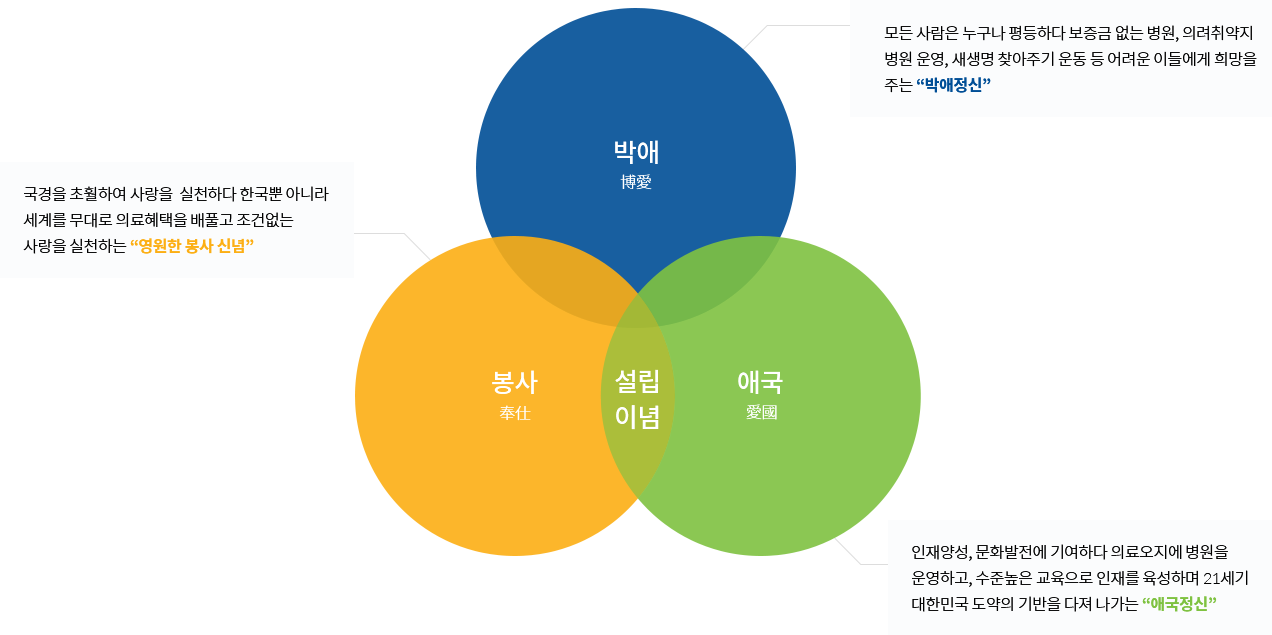 모든 사람은 누구나 평등하다 보증금 없는 병원, 의려취약지
병원 운영, 새생명 찾아주기 운동 등 어려운 이들에게 희망을
주는 “박애정신”
박애
博愛
국경을 초훨하여 사랑을 실천하다 한국뿐 아니라
세계를 무대로 의료혜택을 배풀고 조건없는
사랑을 실천하는 “영원한 봉사 신념”
봉사
奉仕
설립
이념
애국
愛國
인재양성, 문화발전에 기여하다 의료오지에 병원을
운영하고, 수준높은 교육으로 인재를 육성하며 21세기
대한민국 도약의 기반을 다져 나가는 “애국정신”